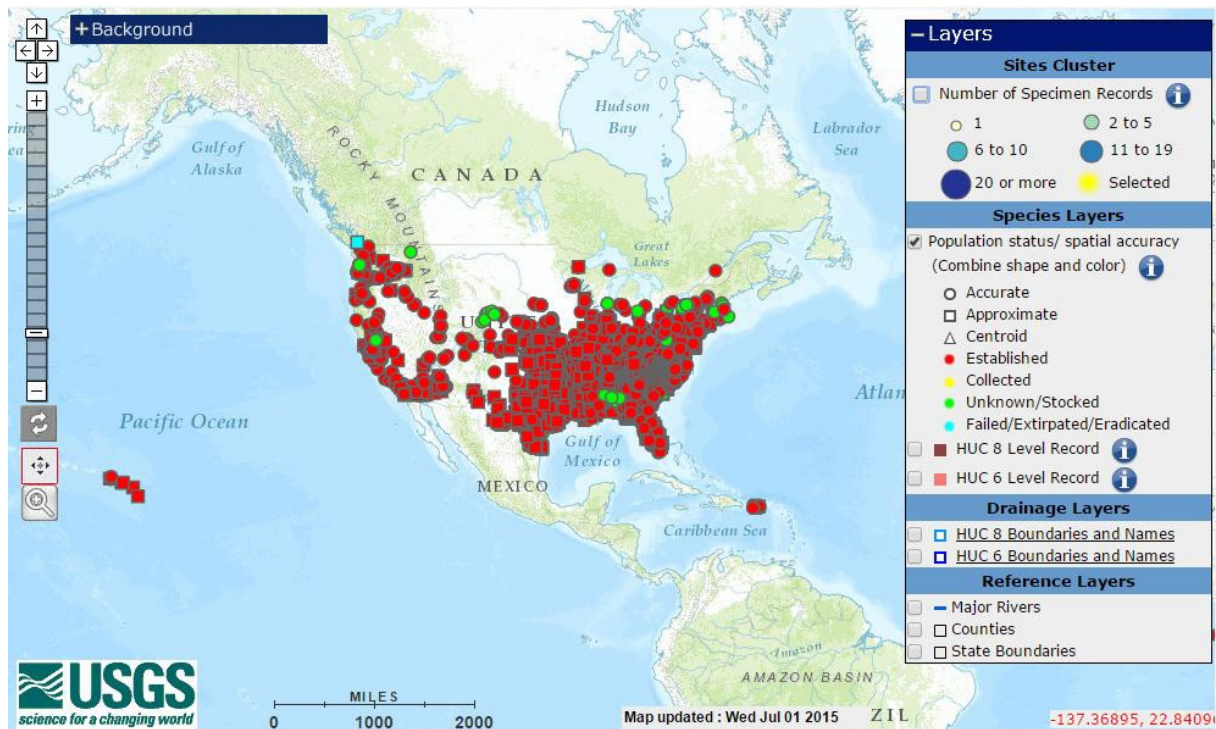 +Background
Hudson
Bay
Labrador
Sea
Gulf of
Alaska
ROCKY MOUNTAINS
CANADA
Great
Lakes
Pacific Ocean
Gulf of
Mexico
MEXICO
Caribbean Sea
Amazon
AMAZON BASIN
ZIL
– Layers
Sites Cluster
Number of Specimen Records i
1
2 to 5
6 to 10
11 to 19
20 or more
Selected
Species Layers
Population status/ spatial accuracy
(Combine shape and color) i
Accurate
Approximate
Centroid
Established
Collected
Unknown/Stocked
Failed/Extirpated/Eradicated
HUC 8 Level Record i
HUC 6 Level Record i
Drainage Layers
HUC 8 Boundaries and Names
HUC 6 Boundaries and Names
Reference Layers
Major Rivers
Counties
State Boundaries
USGS
science for a changing world
MILES
0 1000 2000
Map updated : Wed Jul 01 2015
-137.36895, 22.8409